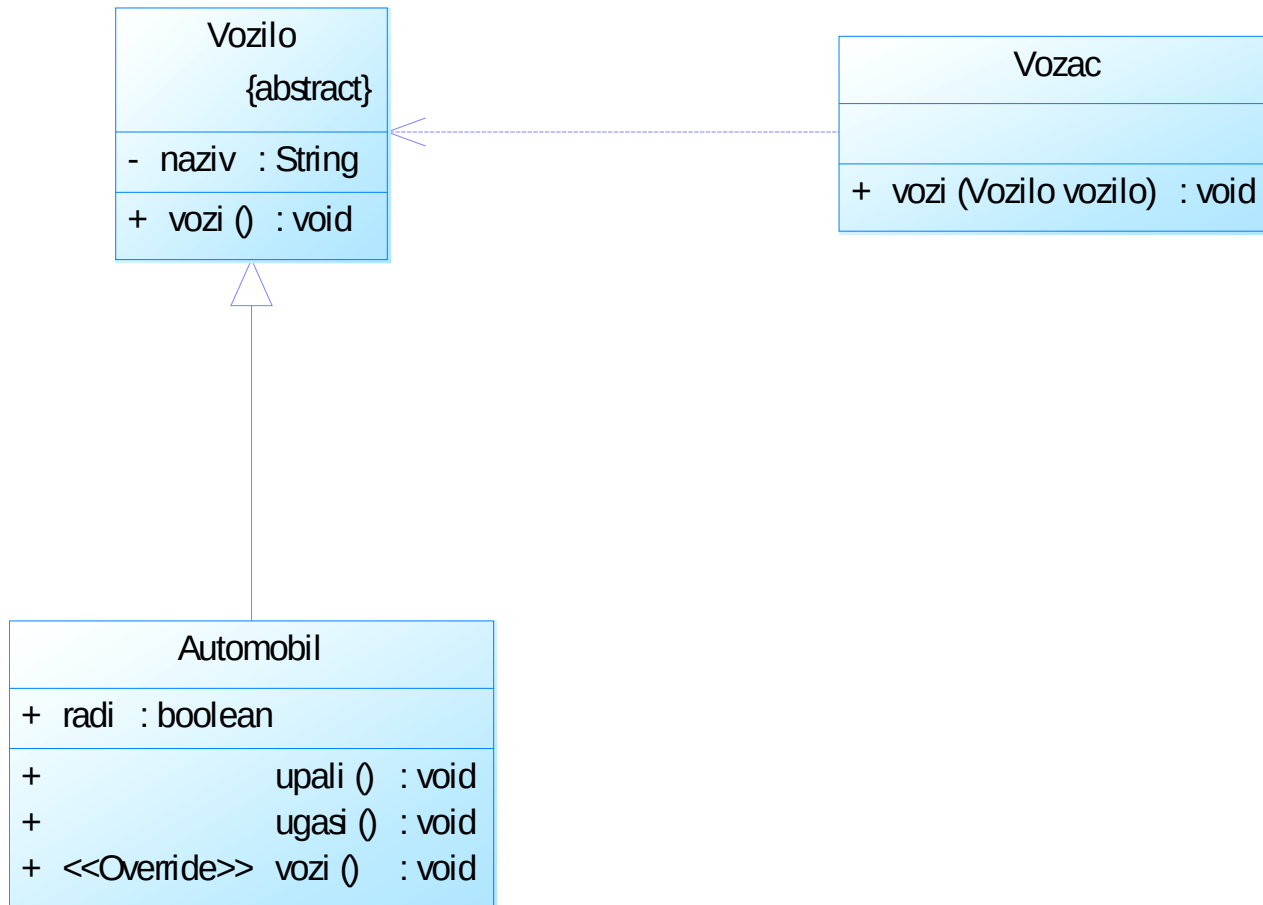 Vozilo
{abstract}
- naziv : String
+ vozi () : void
Vozac
+ vozi (Vozilo vozilo) : void
Automobil
+ radi : boolean
+ upali () : void
+ ugasi () : void
+ <<Override>> vozi () : void